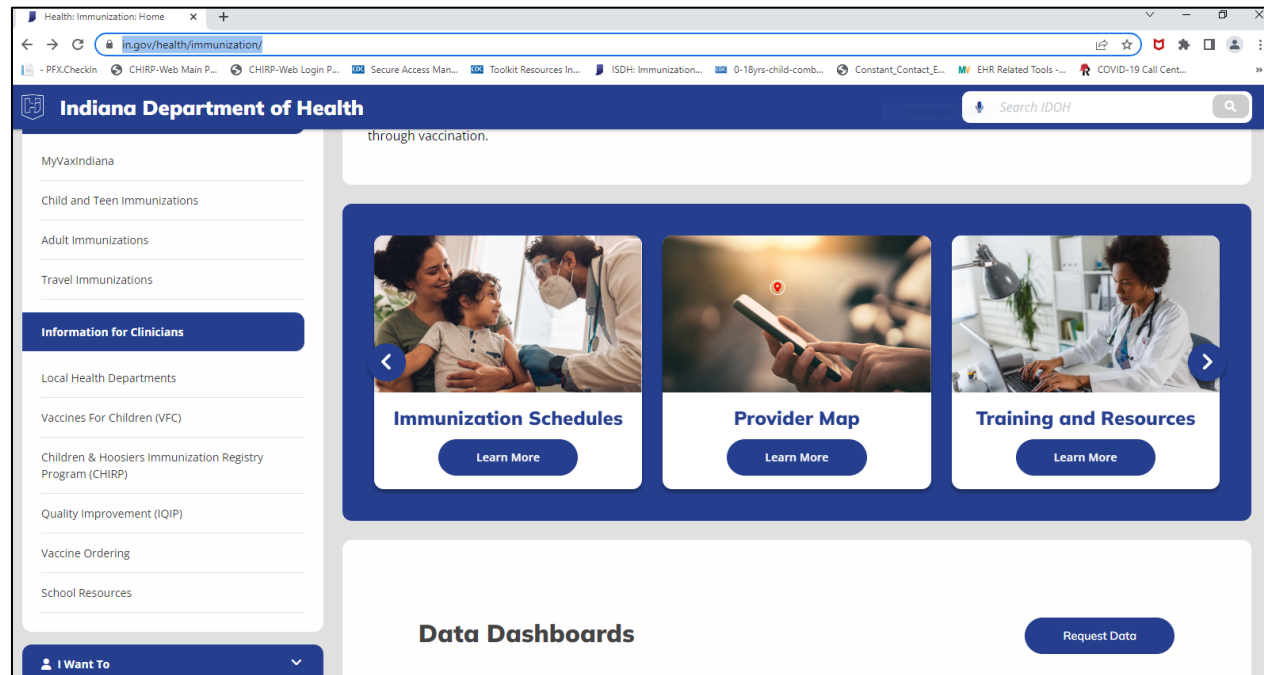 Health: Immunization: Home
in.gov/health/immunization/
- PFX.CheckIn CHIRP-Web Main P... CHIRP-Web Login P... Secure Access Man... Toolkit Resources In... ISDH: Immunization... 0-18yrs-child-comb... Constant_Contact_E... EHR Related Tools -... COVID-19 Call Cent...
Indiana Department of Health
Search IDOH
through vaccination.
MyVaxIndiana
Child and Teen Immunizations
Adult Immunizations
Travel Immunizations
Information for Clinicians
Local Health Departments
Vaccines For Children (VFC)
Children & Hoosiers Immunization Registry
Program (CHIRP)
Quality Improvement (IQIP)
Vaccine Ordering
School Resources
I Want To
Immunization Schedules
Learn More
Provider Map
Learn More
Training and Resources
Learn More
Data Dashboards
Request Data